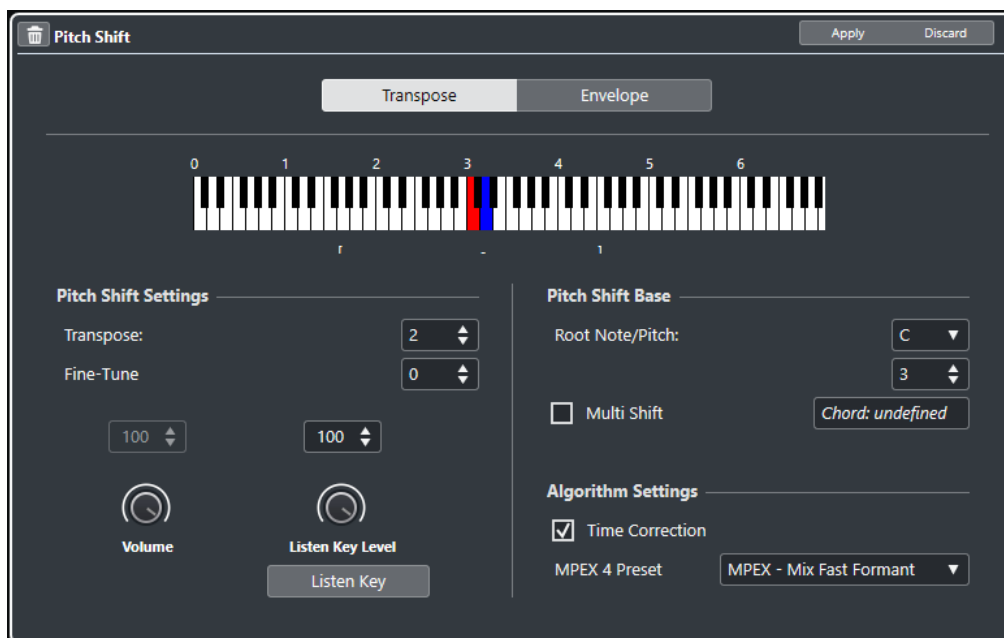 Pitch Shift
Apply Discard
Transpose Envelope
0 1 2 3 4 5 6
Pitch Shift Settings
Transpose: 2
Fine-Tune 0
100 100
Volume Listen Key Level
Listen Key
Pitch Shift Base
Root Note/Pitch: C
3
Multi Shift Chord: undefined
Algorithm Settings
Time Correction
MPEX 4 Preset MPEX - Mix Fast Formant